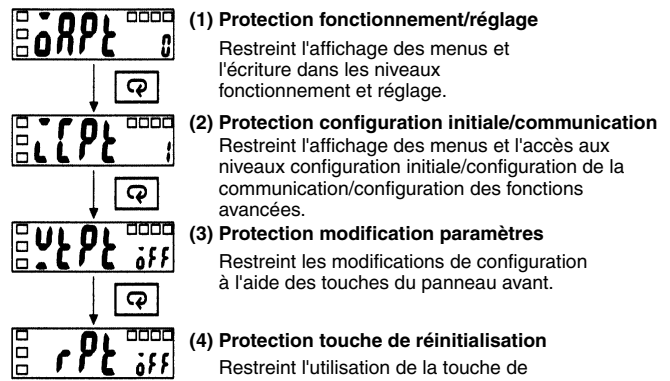 oAPt 0
(1) Protection fonctionnement/réglage
Restreint l'affichage des menus et
l'écriture dans les niveaux
fonctionnement et réglage.
iCPt 1
(2) Protection configuration initiale/communication
Restreint l'affichage des menus et l'accès aux
niveaux configuration initiale/configuration de la
communication/configuration des fonctions
avancées.
WtPt oFF
(3) Protection modification paramètres
Restreint les modifications de configuration
à l'aide des touches du panneau avant.
rPt oFF
(4) Protection touche de réinitialisation
Restreint l'utilisation de la touche de